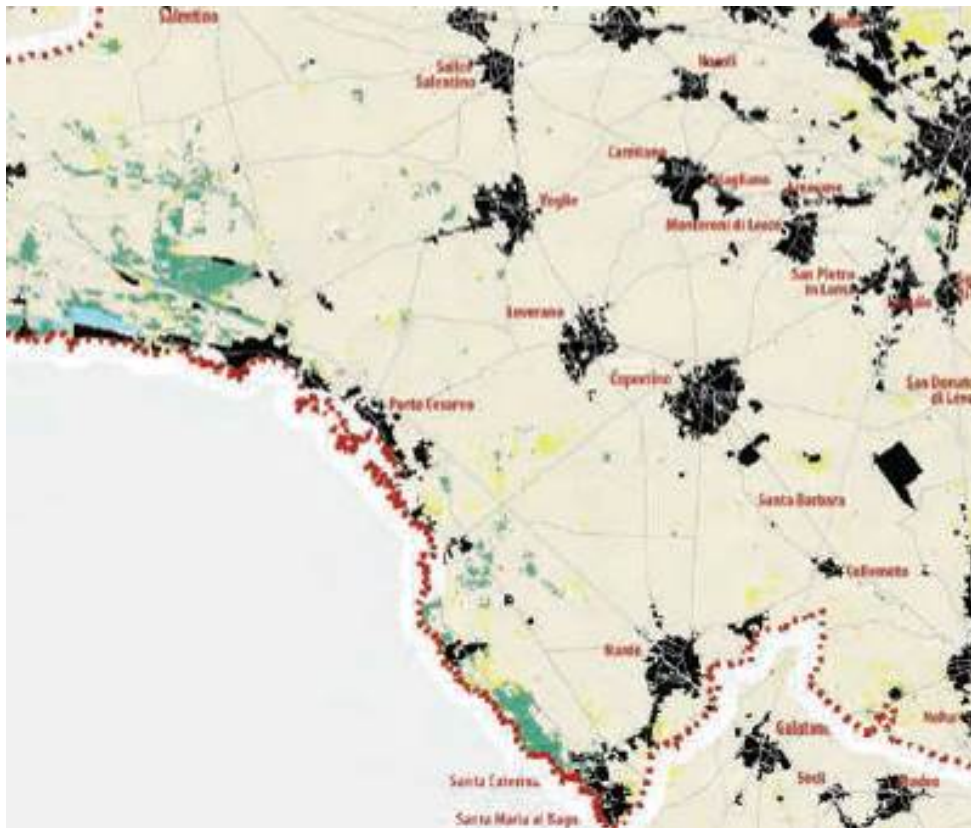 Salentino
Salice
Salentino
Novoli
Carmiano
Magliano
Arnesano
Veglie
Monteroni di Lecce
San Pietro
in Lama
Leverano
Copertino
San Donato
di Lecce
Porto Cesareo
Santa Barbara
Collemeto
Nardò
Galatone
Santa Caterina
Seclì
Santa Maria al Bagno